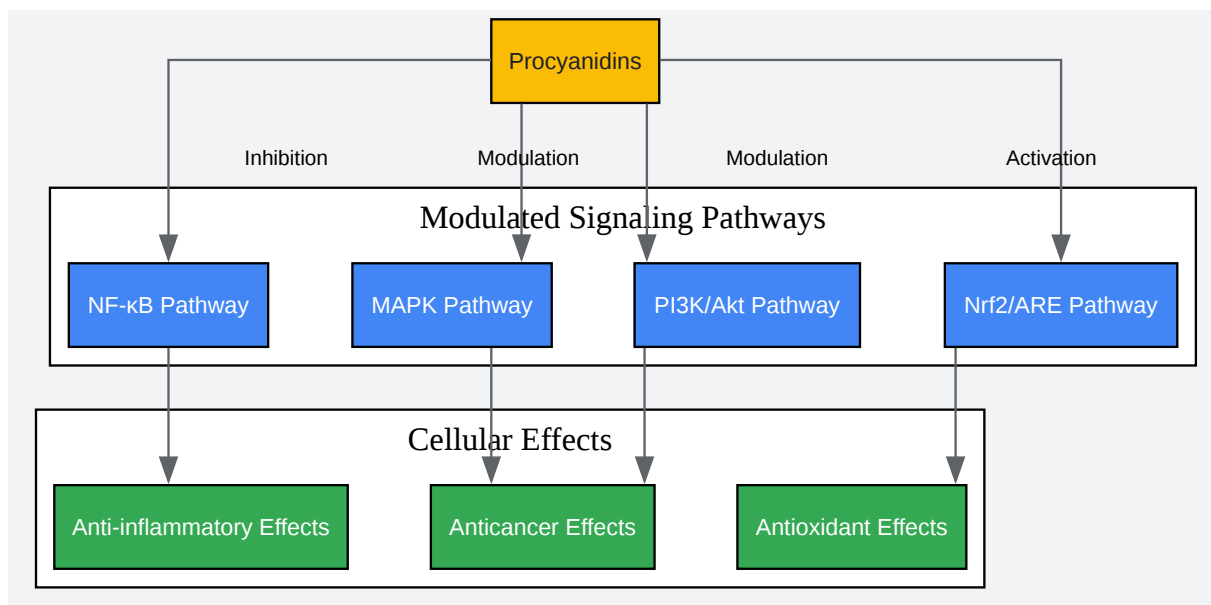 Procyanidins
Inhibition
Modulation
Modulation
Activation
Modulated Signaling Pathways
NF-κB Pathway
MAPK Pathway
PI3K/Akt Pathway
Nrf2/ARE Pathway
Cellular Effects
Anti-inflammatory Effects
Anticancer Effects
Antioxidant Effects